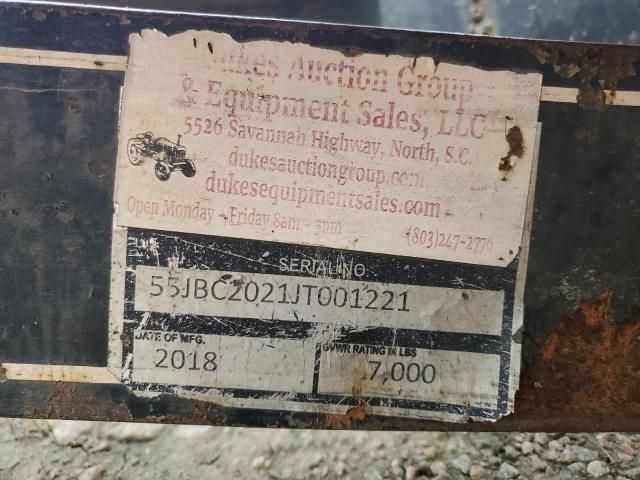 Dukes Auction Group
& Equipment Sales, LLC
5526 Savannah Highway, North, S.C.
dukesauctiongroup.com
dukesequipmentsales.com
Open Monday - Friday 8am - 5pm
(803)247-2776
SERIAL NO.
55JBC2021JT001221
DATE OF MFG.
2018
GVWR RATING IN LBS
7,000